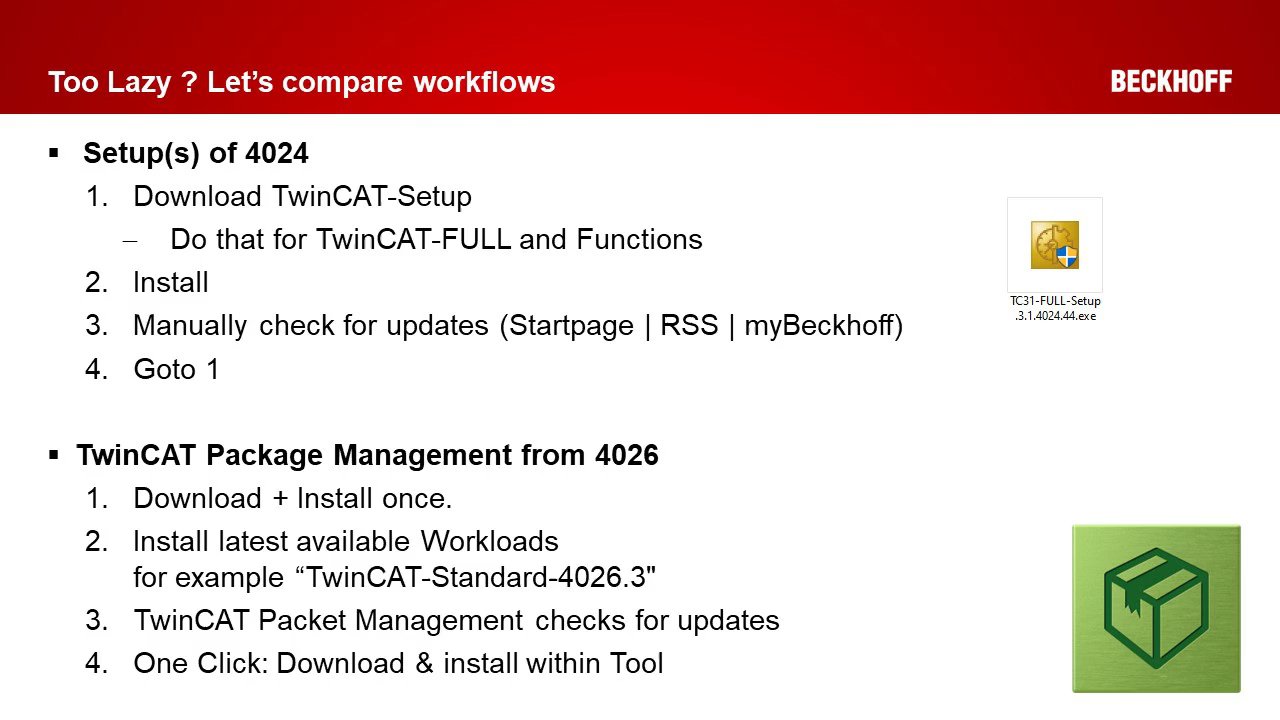 Too Lazy ? Let’s compare workflows
BECKHOFF
▪ Setup(s) of 4024
1. Download TwinCAT-Setup
– Do that for TwinCAT-FULL and Functions
2. Install
3. Manually check for updates (Startpage | RSS | myBeckhoff)
4. Goto 1
TC31-FULL-Setup
.3.1.4024.44.exe
▪ TwinCAT Package Management from 4026
1. Download + Install once.
2. Install latest available Workloads
for example “TwinCAT-Standard-4026.3"
3. TwinCAT Packet Management checks for updates
4. One Click: Download & install within Tool